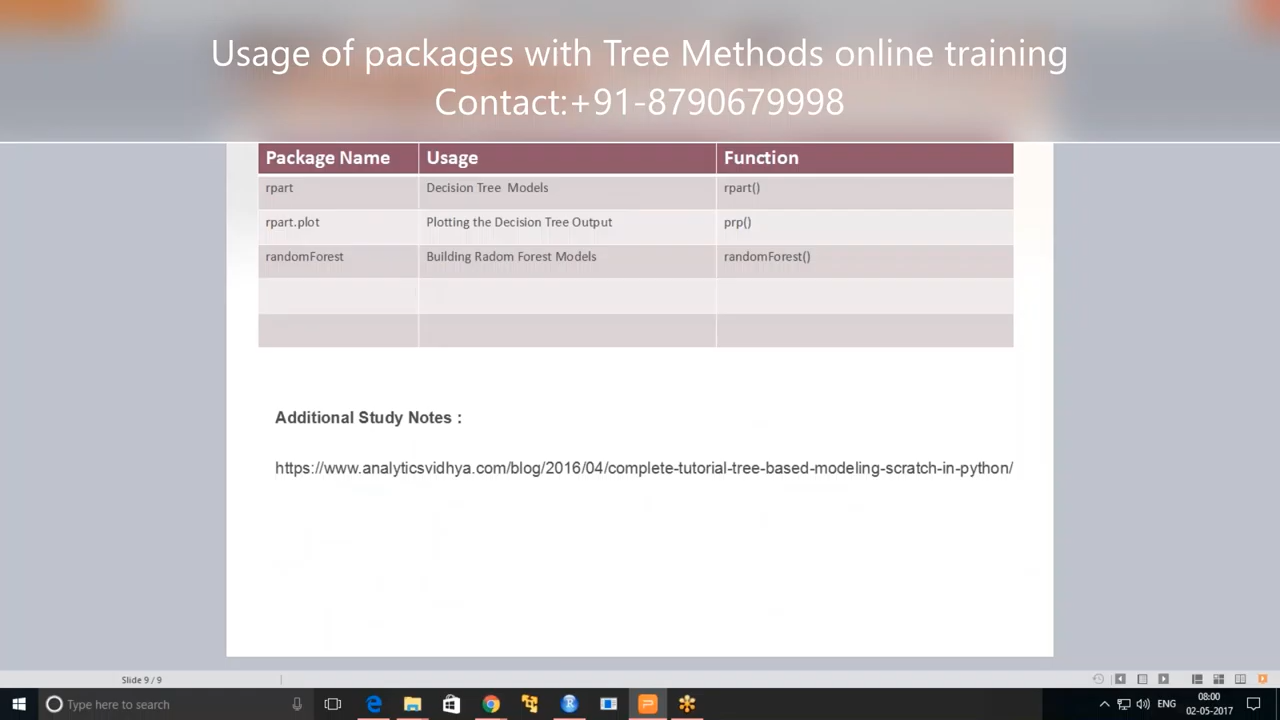 Usage of packages with Tree Methods online training
Contact:+91-8790679998
Package Name Usage Function
rpart Decision Tree Models rpart()
rpart.plot Plotting the Decision Tree Output prp()
randomForest Building Radom Forest Models randomForest()
Additional Study Notes :
https://www.analyticsvidhya.com/blog/2016/04/complete-tutorial-tree-based-modeling-scratch-in-python/
Slide 9 / 9
Type here to search
ENG
08:00
02-05-2017